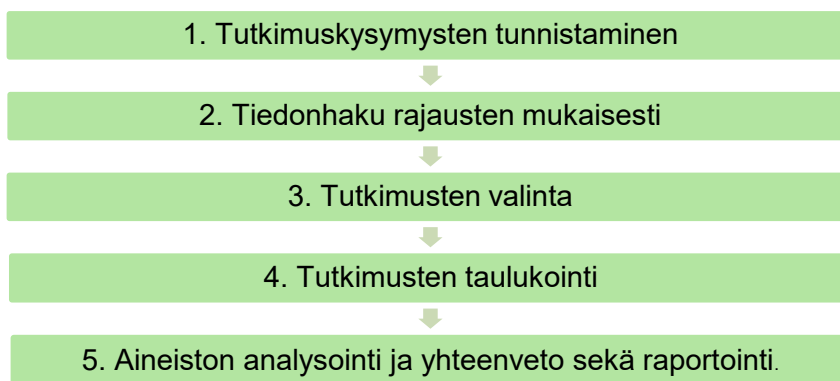 1. Tutkimuskysymysten tunnistaminen
2. Tiedonhaku rajausten mukaisesti
3. Tutkimusten valinta
4. Tutkimusten taulukointi
5. Aineiston analysointi ja yhteenveto sekä raportointi.